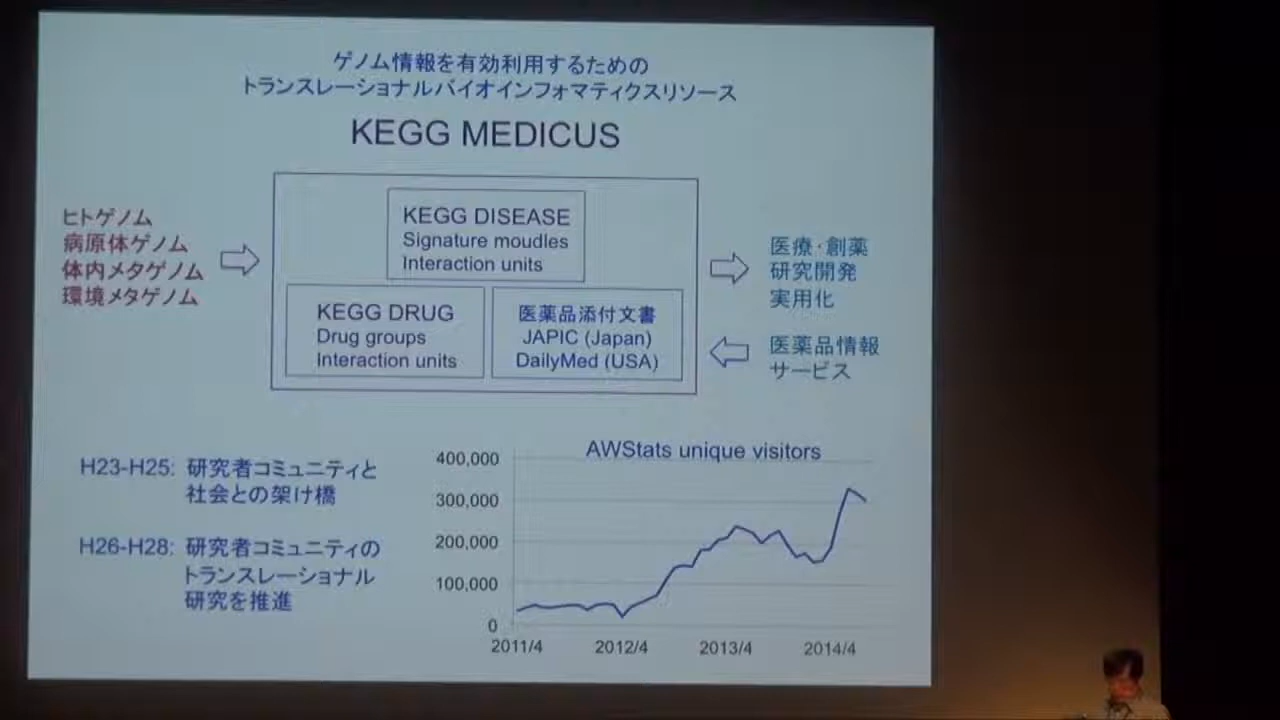 ゲノム情報を有効利用するための
トランスレーショナルバイオインフォマティクスリソース
KEGG MEDICUS
ヒトゲノム
病原体ゲノム
体内メタゲノム
環境メタゲノム
KEGG DISEASE
Signature moudles
Interaction units
KEGG DRUG
Drug groups
Interaction units
医薬品添付文書
JAPIC (Japan)
DailyMed (USA)
医療・創薬
研究開発
実用化
医薬品情報
サービス
H23-H25: 研究者コミュニティと
社会との架け橋
H26-H28: 研究者コミュニティの
トランスレーショナル
研究を推進
AWStats unique visitors
400,000
300,000
200,000
100,000
0
2011/4
2012/4
2013/4
2014/4